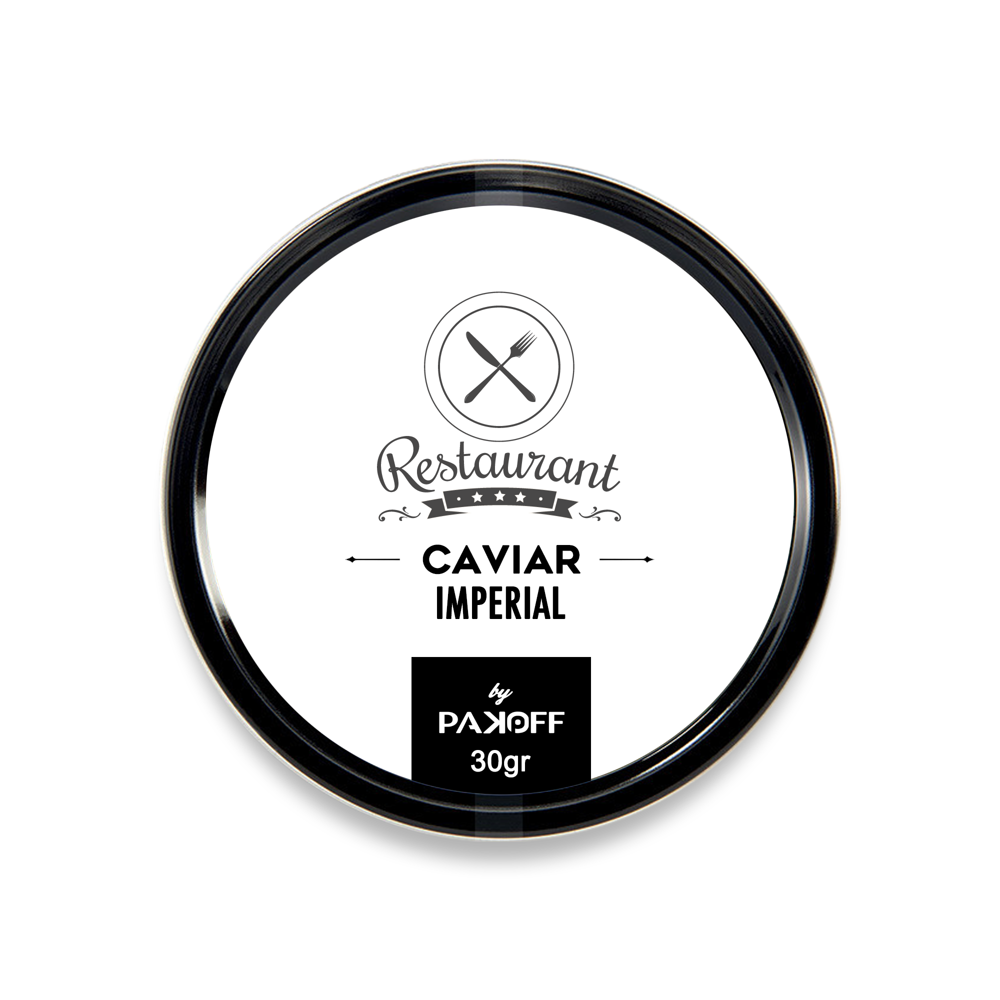 Restaurant
CAVIAR
IMPERIAL
by
PAKOFF
30gr